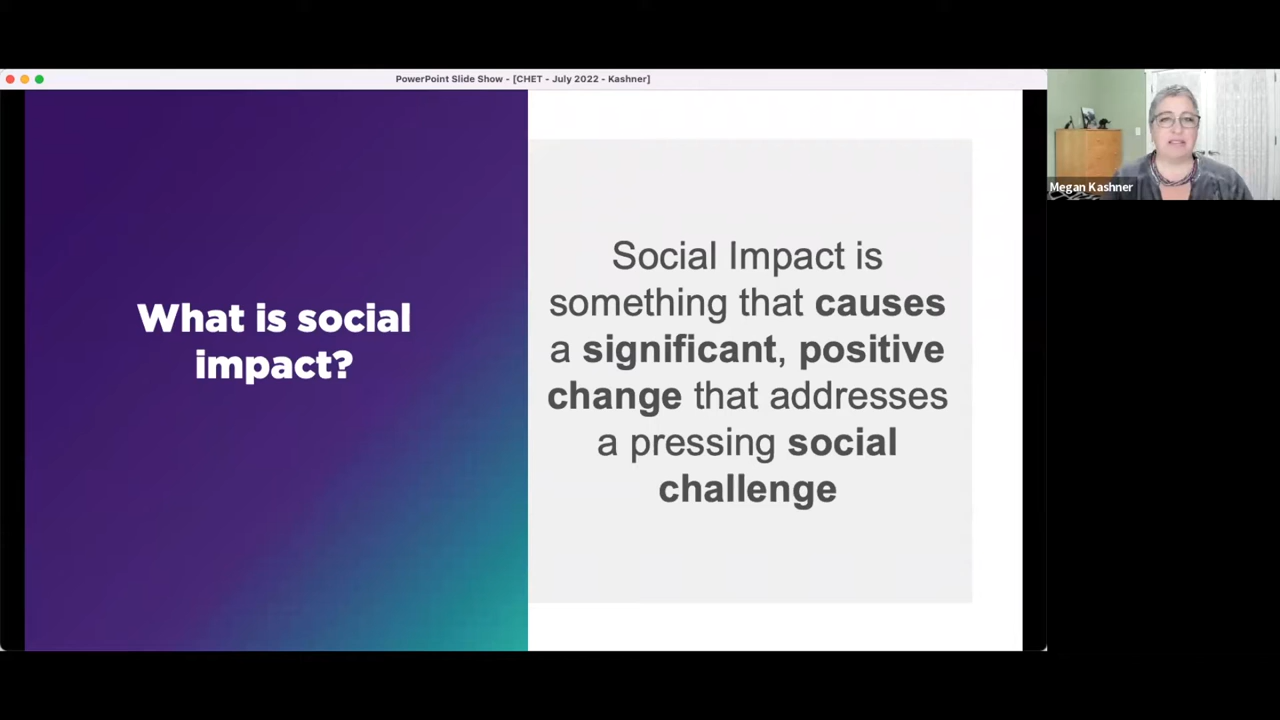 PowerPoint Slide Show - [CHET - July 2022 - Kashner]
What is social
impact?
Social Impact is
something that causes
a significant, positive
change that addresses
a pressing social
challenge
Megan Kashner